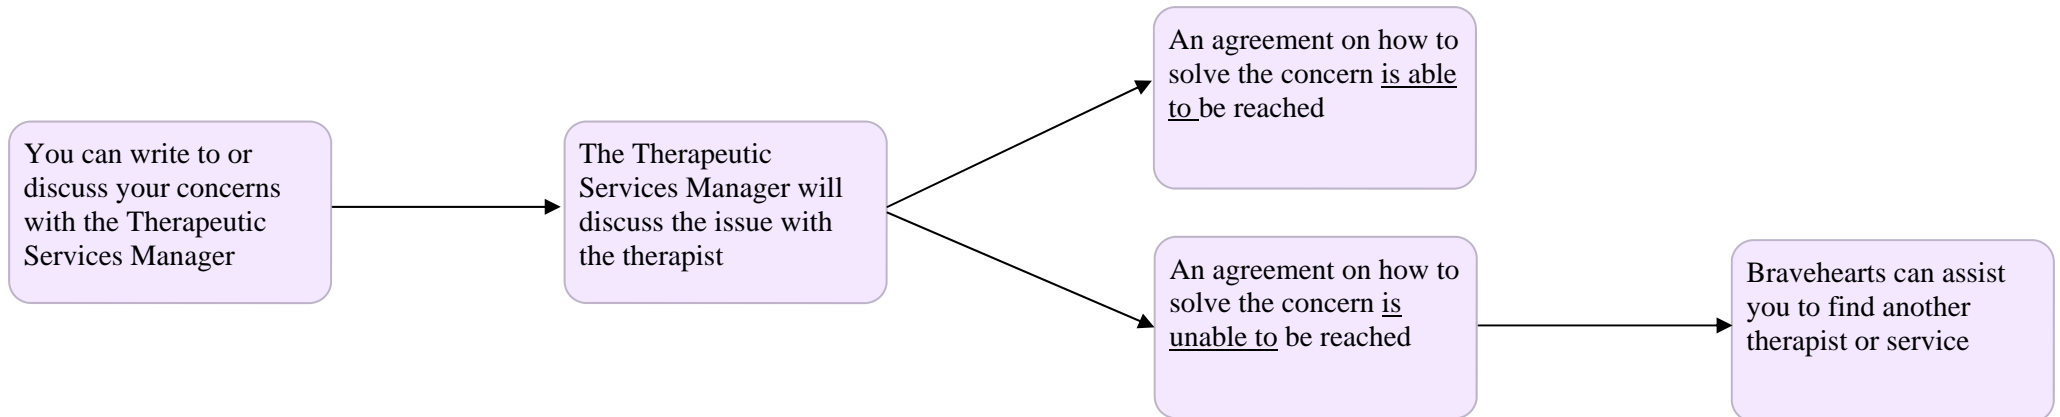 You can write to or
discuss your concerns
with the Therapeutic
Services Manager
The Therapeutic
Services Manager will
discuss the issue with
the therapist
An agreement on how to
solve the concern is able
to be reached
An agreement on how to
solve the concern is
unable to be reached
Bravehearts can assist
you to find another
therapist or service